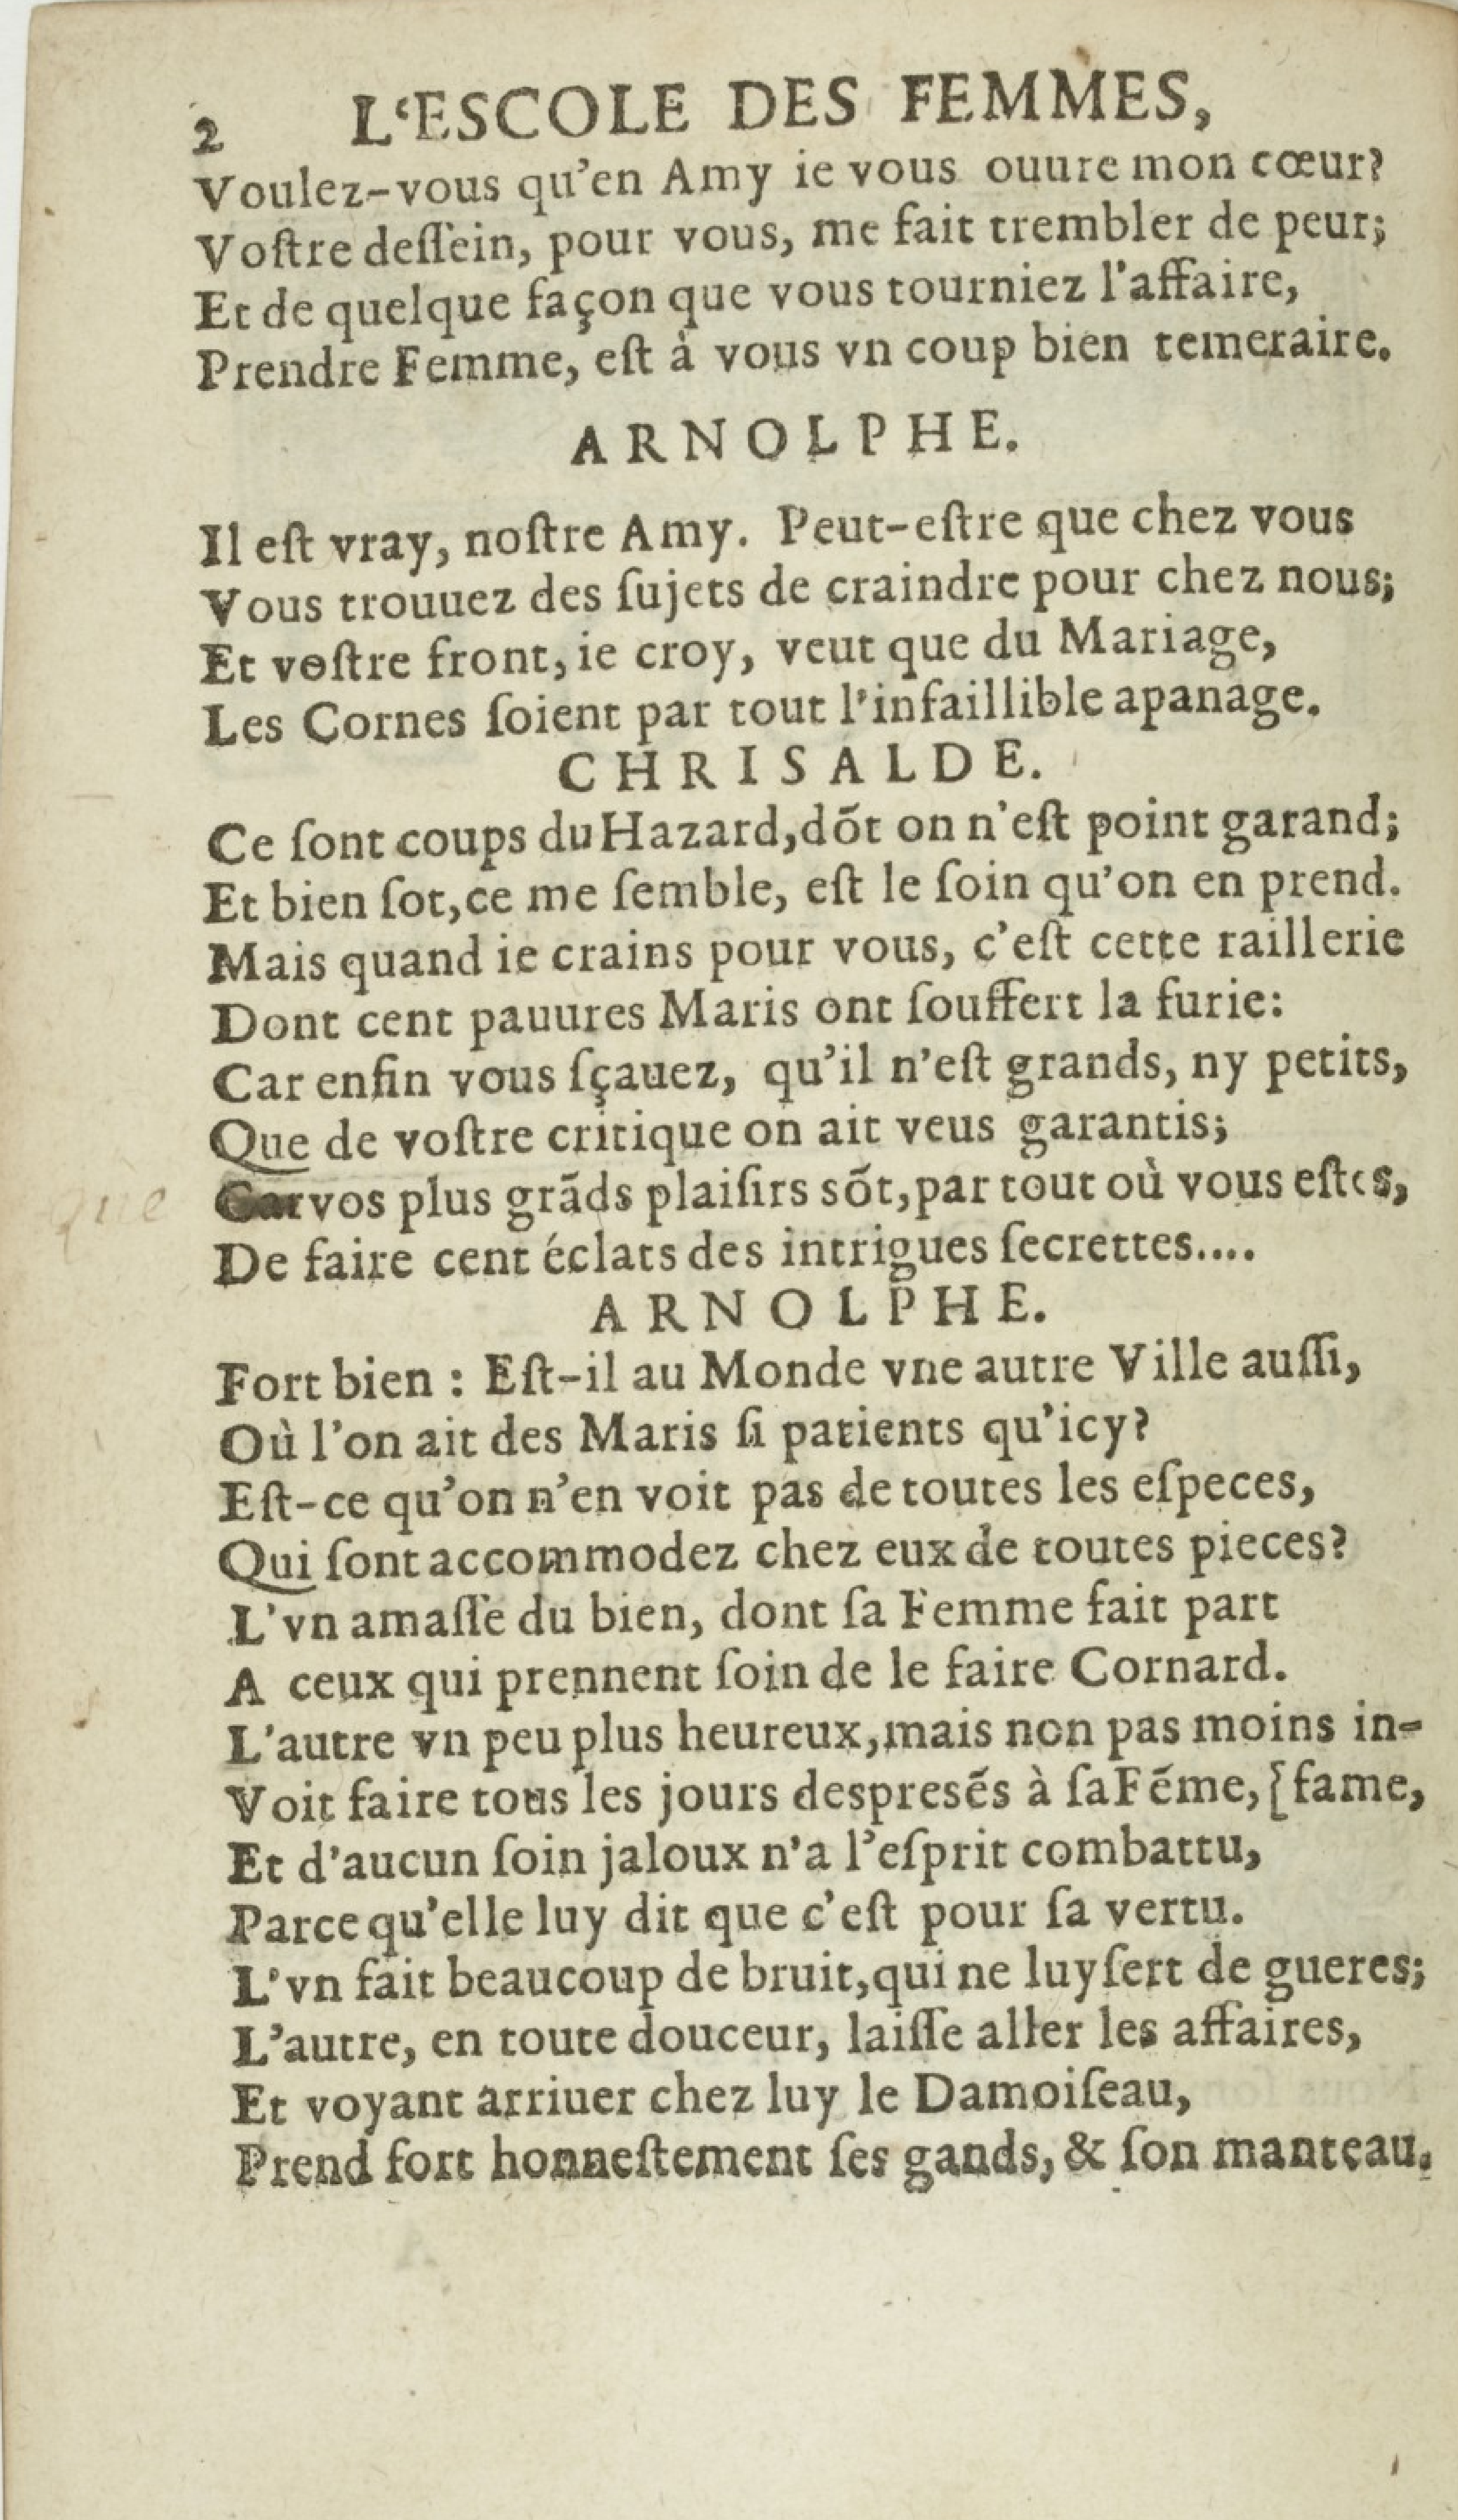 2 L'ESCOLE DES FEMMES,
Voulez-vous qu'en Amy ie vous ouure mon cœur?
Voſtre deſſein, pour vous, me fait trembler de peur;
Et de quelque façon que vous tourniez l'affaire,
Prendre Femme, eſt à vous vn coup bien temeraire.
ARNOLPHE.
Il eſt vray, noſtre Amy. Peut-eſtre que chez vous
Vous trouuez des ſujets de craindre pour chez nous;
Et voſtre front, ie croy, veut que du Mariage,
Les Cornes ſoient par tout l'infaillible apanage.
CHRISALDE.
Ce ſont coups du Hazard, dõt on n'eſt point garand;
Et bien ſot, ce me ſemble, eſt le ſoin qu'on en prend.
Mais quand ie crains pour vous, c'eſt cette raillerie
Dont cent pauures Maris ont ſouffert la furie:
Car enfin vous ſçauez, qu'il n'eſt grands, ny petits,
Que de voſtre critique on ait veus garantis;
que Car vos plus grãds plaiſirs sõt, par tout où vous eſtes,
De faire cent éclats des intrigues ſecrettes....
ARNOLPHE.
Fort bien : Eſt-il au Monde vne autre Ville auſſi,
Où l'on ait des Maris ſi patients qu'icy?
Eſt-ce qu'on n'en voit pas de toutes les eſpeces,
Qui ſont accommodez chez eux de toutes pieces?
L'vn amaſſe du bien, dont ſa Femme fait part
A ceux qui prennent ſoin de le faire Cornard.
L'autre vn peu plus heureux, mais non pas moins in-
Voit faire tous les jours despresẽs à ſa Fẽme, [fame,
Et d'aucun ſoin jaloux n'a l'eſprit combattu,
Parce qu'elle luy dit que c'eſt pour ſa vertu.
L'vn fait beaucoup de bruit, qui ne luy ſert de gueres;
L'autre, en toute douceur, laiſſe aller les affaires,
Et voyant arriuer chez luy le Damoiſeau,
Prend fort honneſtement ſes gands, & ſon manteau.